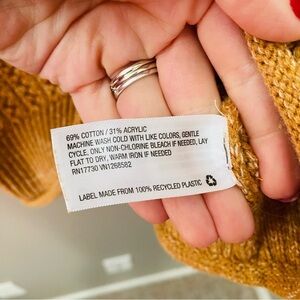 69% COTTON / 31% ACRYLIC
MACHINE WASH COLD WITH LIKE COLORS, GENTLE
CYCLE, ONLY NON-CHLORINE BLEACH IF NEEDED, LAY
FLAT TO DRY, WARM IRON IF NEEDED
RN17730 VN1268582
LABEL MADE FROM 100% RECYCLED PLASTIC